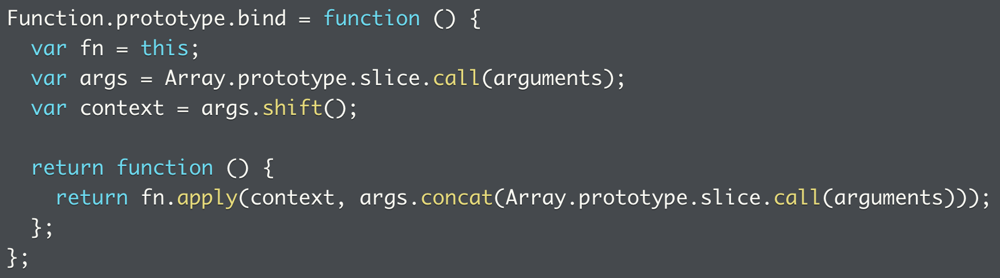 Function.prototype.bind = function () {
  var fn = this;
  var args = Array.prototype.slice.call(arguments);
  var context = args.shift();

  return function () {
    return fn.apply(context, args.concat(Array.prototype.slice.call(arguments)));
  };
};